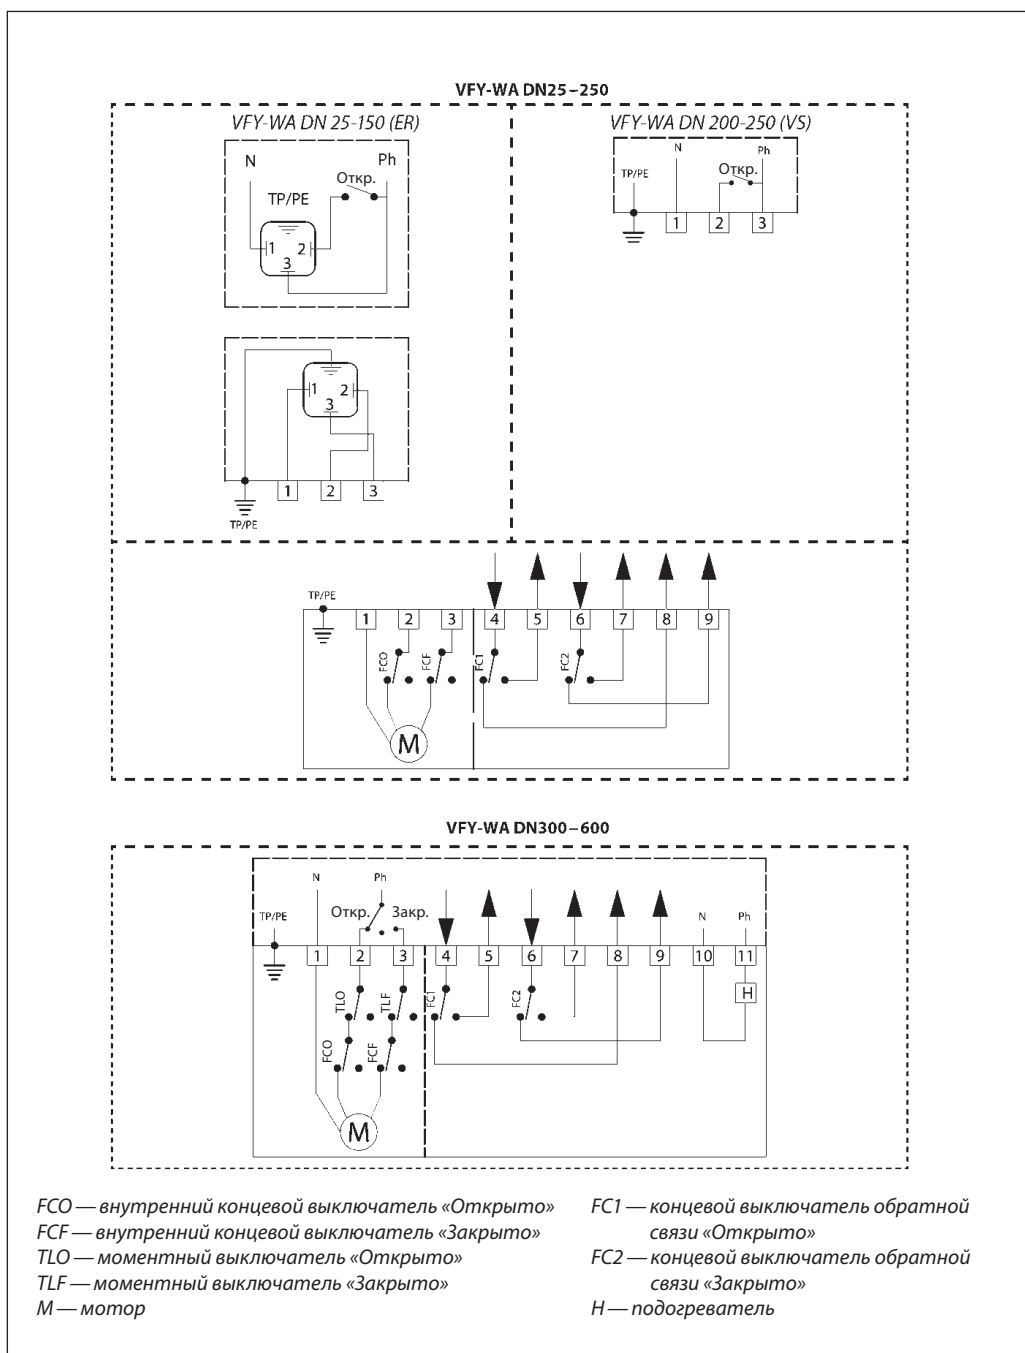 VFY-WA DN25–250
VFY-WA DN 25-150 (ER)
VFY-WA DN 200-250 (VS)
N
Ph
Откр.
TP/PE
1
2
3
TP/PE
N
Ph
Откр.
1
2
3
1
2
3
1
2
3
TP/PE
TP/PE
1
2
3
4
5
6
7
8
9
FCO
FCF
FC1
FC2
M
VFY-WA DN300–600
TP/PE
N
Ph
Откр.
Закр.
N
Ph
1
2
3
4
5
6
7
8
9
10
11
TLO
TLF
FC1
FC2
H
FCO
FCF
M
FCO — внутренний концевой выключатель «Открыто»
FCF — внутренний концевой выключатель «Закрыто»
TLO — моментный выключатель «Открыто»
TLF — моментный выключатель «Закрыто»
M — мотор
FC1 — концевой выключатель обратной
связи «Открыто»
FC2 — концевой выключатель обратной
связи «Закрыто»
H — подогреватель